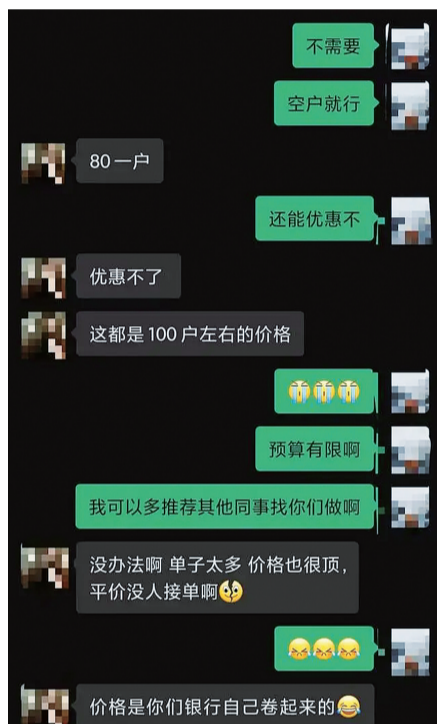 不需要
空户就行
80一户
还能优惠不
优惠不了
这都是100户左右的价格
😭😭😭
预算有限啊
我可以多推荐其他同事找你们做啊
没办法啊 单子太多 价格也很顶，
平价没人接单啊
😝😝😝
价格是你们银行自己卷起来的😂